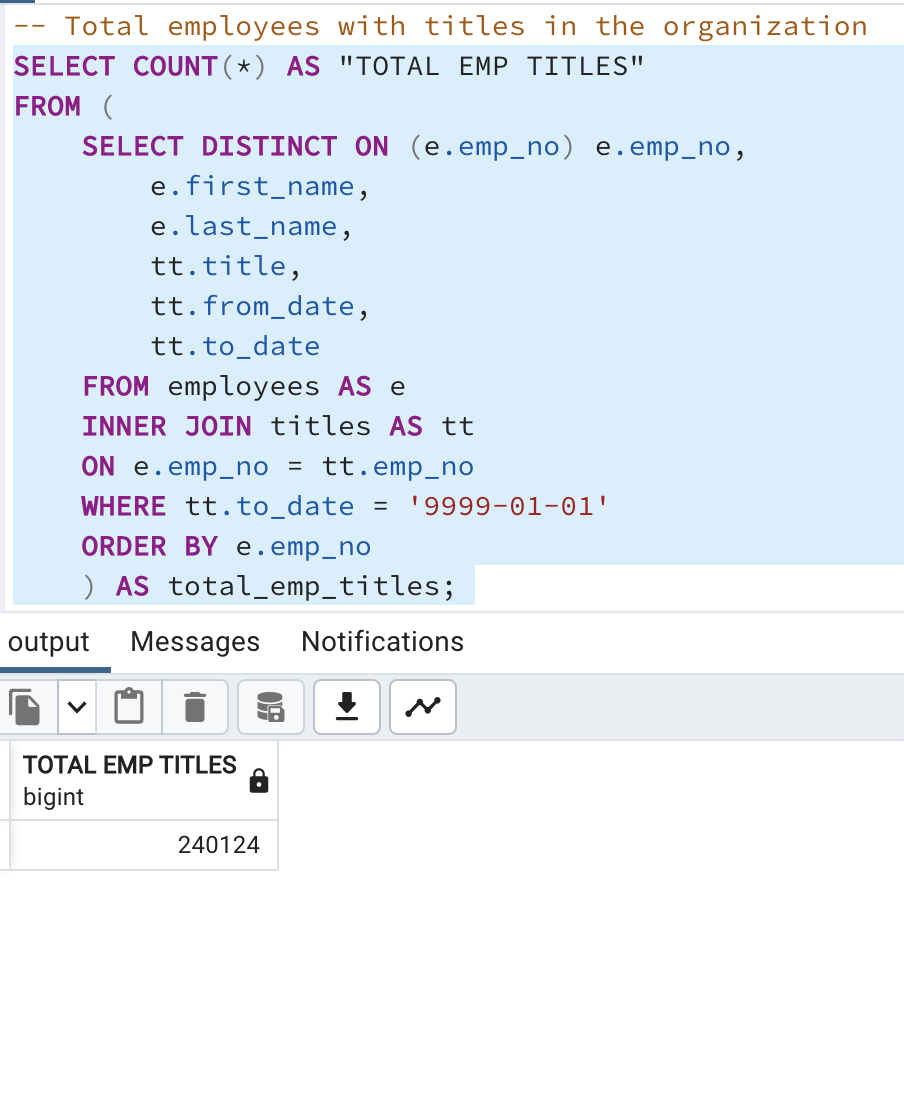 -- Total employees with titles in the organization
SELECT COUNT(*) AS "TOTAL EMP TITLES"
FROM (
    SELECT DISTINCT ON (e.emp_no) e.emp_no,
        e.first_name,
        e.last_name,
        tt.title,
        tt.from_date,
        tt.to_date
    FROM employees AS e
    INNER JOIN titles AS tt
    ON e.emp_no = tt.emp_no
    WHERE tt.to_date = '9999-01-01'
    ORDER BY e.emp_no
    ) AS total_emp_titles;
output Messages Notifications
TOTAL EMP TITLES
bigint
240124